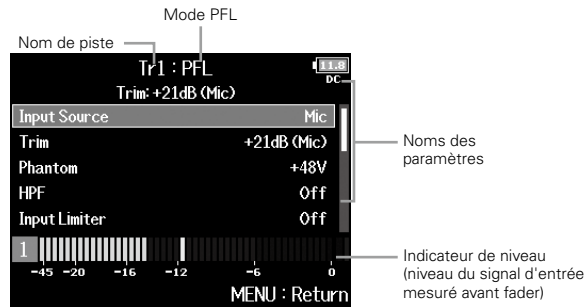 Mode PFL
Nom de piste
Tr1 : PFL
11.8
DC
Trim: +21dB (Mic)
Input Source Mic
Trim +21dB (Mic)
Phantom +48V
HPF Off
Input Limiter Off
Noms des
paramètres
1
-45 -20 -16 -12 -6 0
MENU : Return
Indicateur de niveau
(niveau du signal d'entrée
mesuré avant fader)